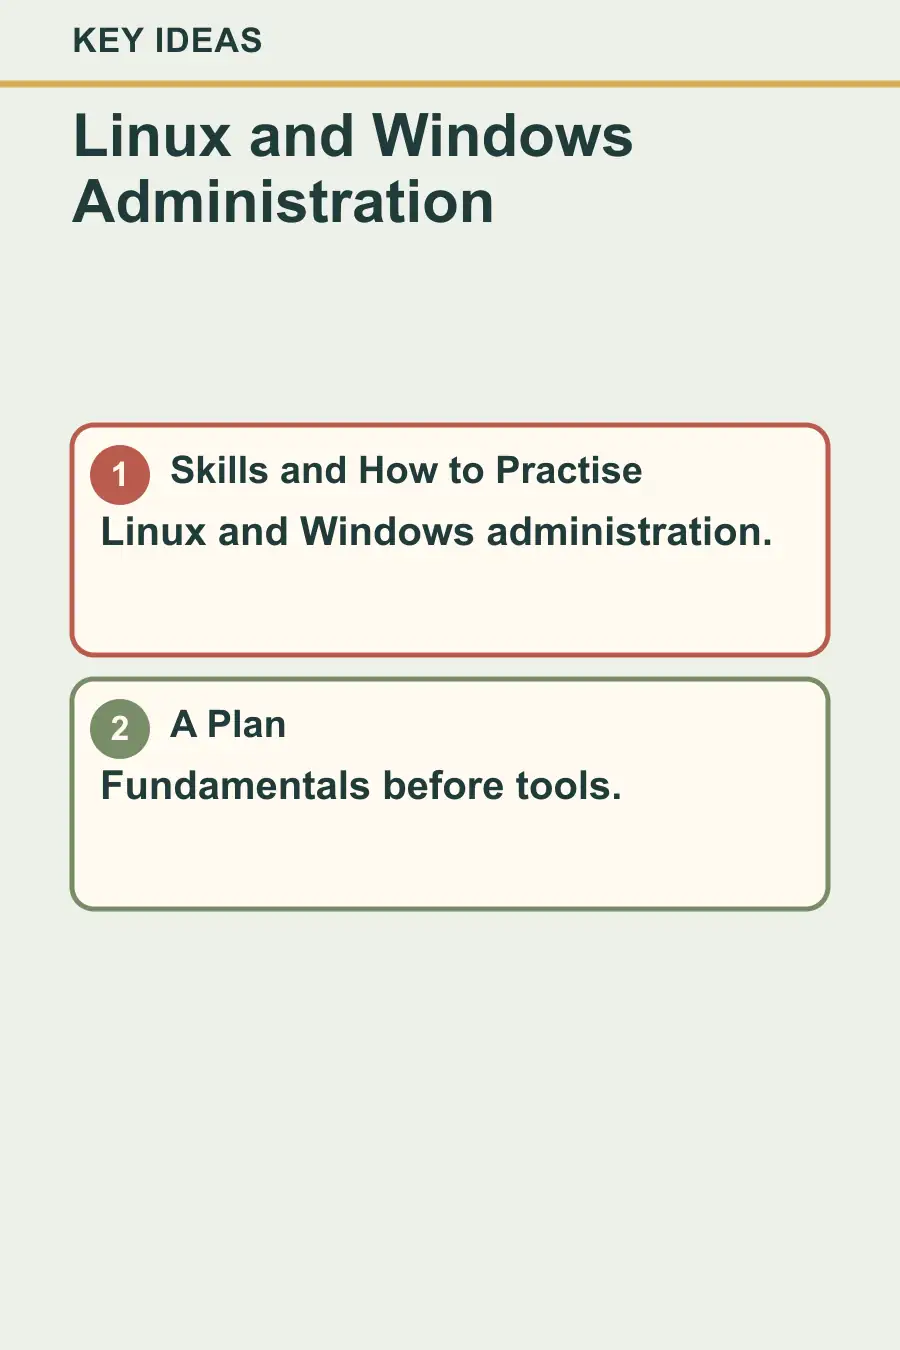 KEY IDEAS
Linux and Windows
Administration
1 Skills and How to Practise
Linux and Windows administration.
2 A Plan
Fundamentals before tools.